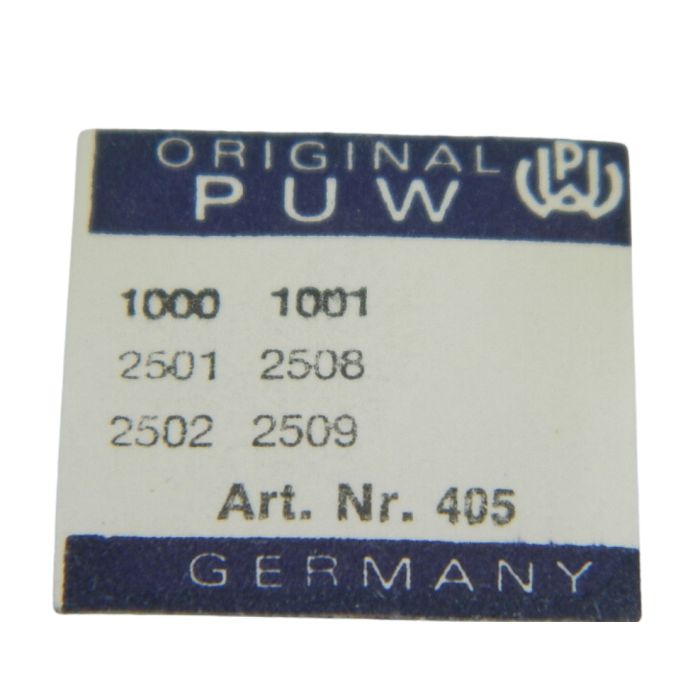 ORIGINAL
PUW
1000 1001
2501 2508
2502 2509
Art. Nr. 405
GERMANY